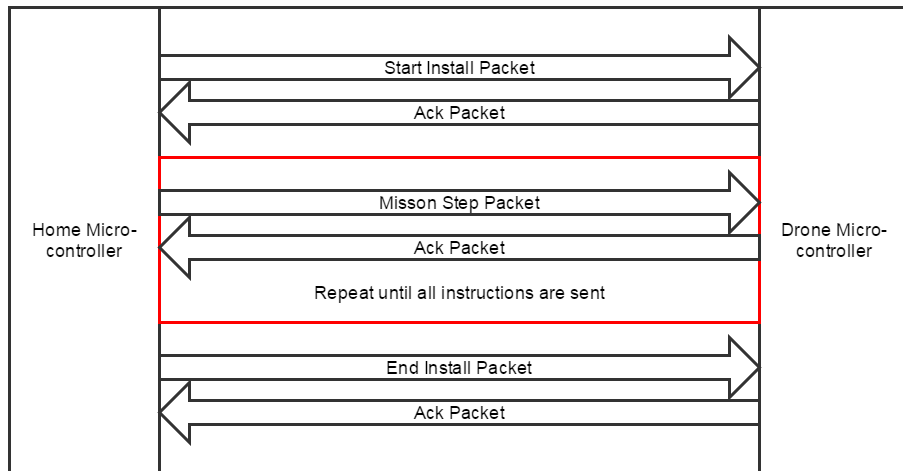 Start Install Packet
Ack Packet
Misson Step Packet
Home Micro-
controller
Drone Micro-
controller
Ack Packet
Repeat until all instructions are sent
End Install Packet
Ack Packet